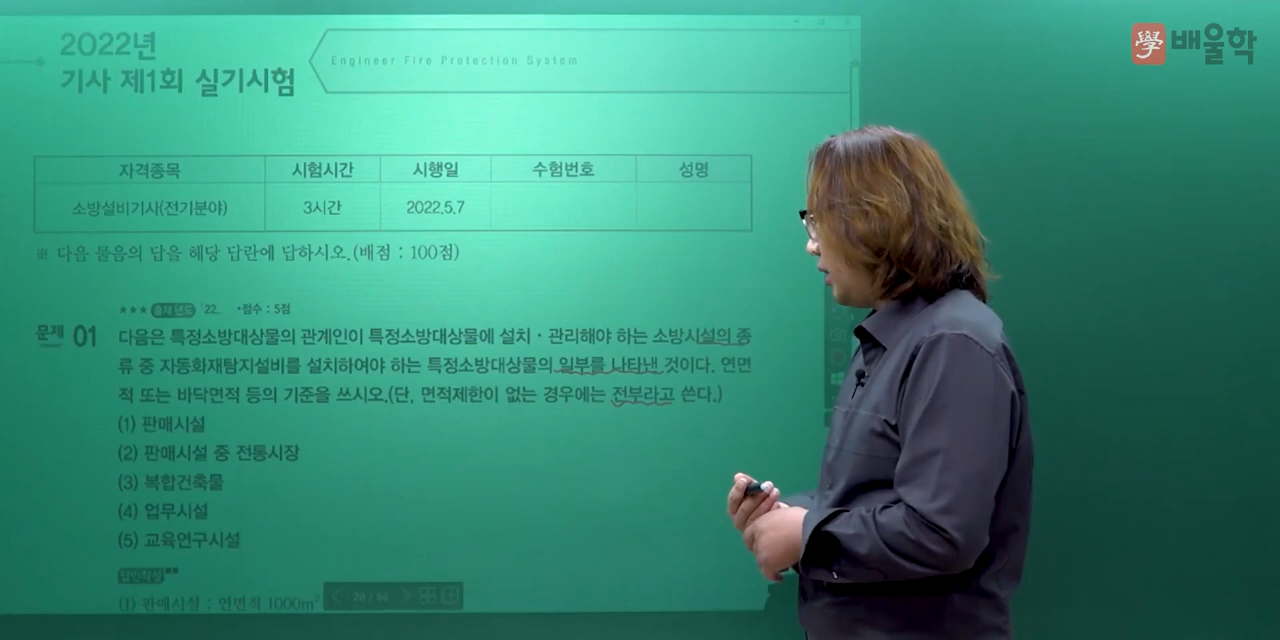 學 배울학
2022년
기사 제1회 실기시험
Engineer Fire Protection System
자격종목 시험시간 시행일 수험번호 성명
소방설비기사(전기분야) 3시간 2022.5.7
※ 다음 물음의 답을 해당 답란에 답하시오.(배점 : 100점)
★★★ 출제년도 22. •점수 : 5점
문제 01 다음은 특정소방대상물의 관계인이 특정소방대상물에 설치 · 관리해야 하는 소방시설의 종
류 중 자동화재탐지설비를 설치하여야 하는 특정소방대상물의 일부를 나타낸 것이다. 연면
적 또는 바닥면적 등의 기준을 쓰시오.(단, 면적제한이 없는 경우에는 전부라고 쓴다.)
(1) 판매시설
(2) 판매시설 중 전통시장
(3) 복합건축물
(4) 업무시설
(5) 교육연구시설
답안작성
(1) 판매시설 : 연면적 1000m²
20 / 66